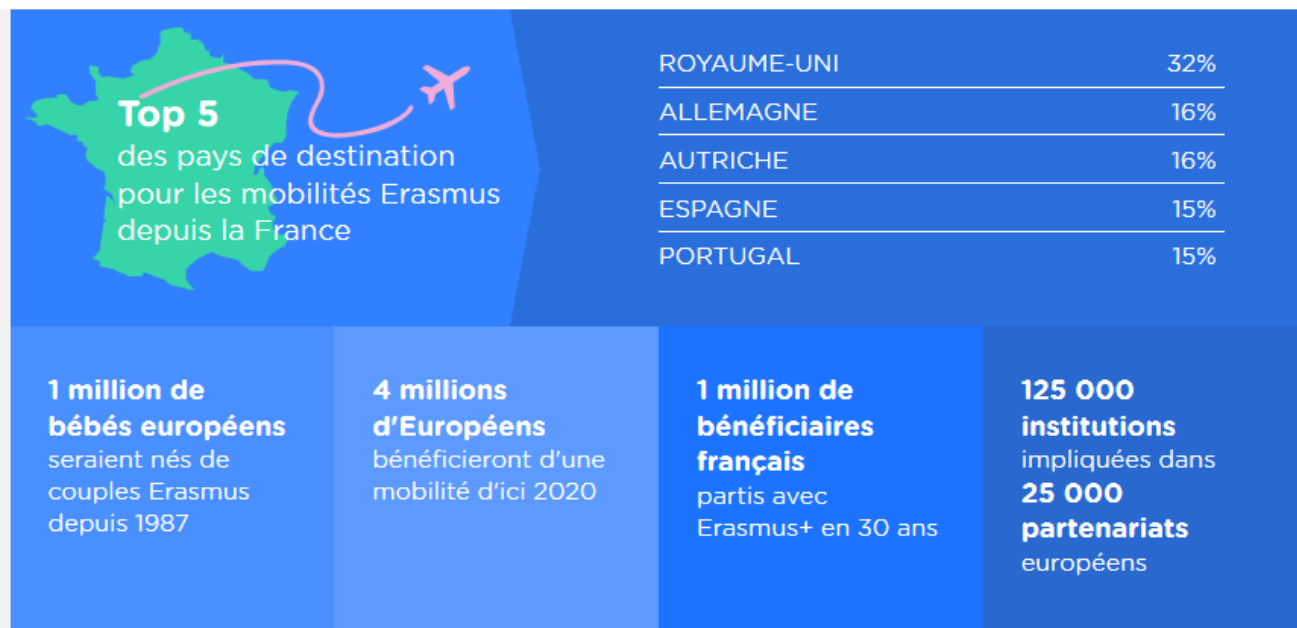 Top 5
des pays de destination
pour les mobilités Erasmus
depuis la France
ROYAUME-UNI 32%
ALLEMAGNE 16%
AUTRICHE 16%
ESPAGNE 15%
PORTUGAL 15%
1 million de
bébés européens
seraient nés de
couples Erasmus
depuis 1987
4 millions
d'Européens
bénéficieront d'une
mobilité d'ici 2020
1 million de
bénéficiaires
français
partis avec
Erasmus+ en 30 ans
125 000
institutions
impliquées dans
25 000
partenariats
européens